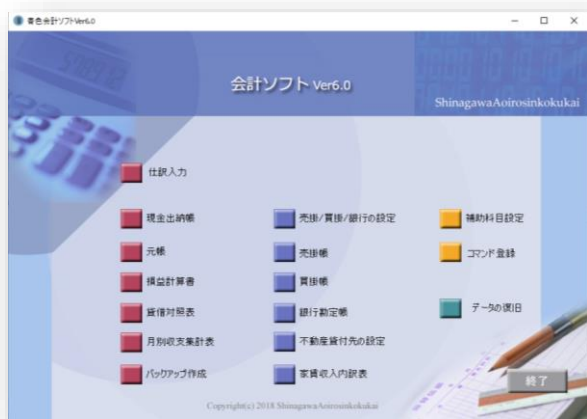 青色会計ソフトVer6.0
会計ソフト Ver6.0
ShinagawaAoirosinkokukai
仕訳入力
現金出納帳
売掛/買掛/銀行の設定
補助科目設定
元帳
売掛帳
コマンド登録
損益計算書
買掛帳
貸借対照表
銀行勘定帳
データの復旧
月別収支集計表
不動産貸付先の設定
バックアップ作成
家賃収入内訳表
終了
Copyright(c) 2018 ShinagawaAoirosinkokukai